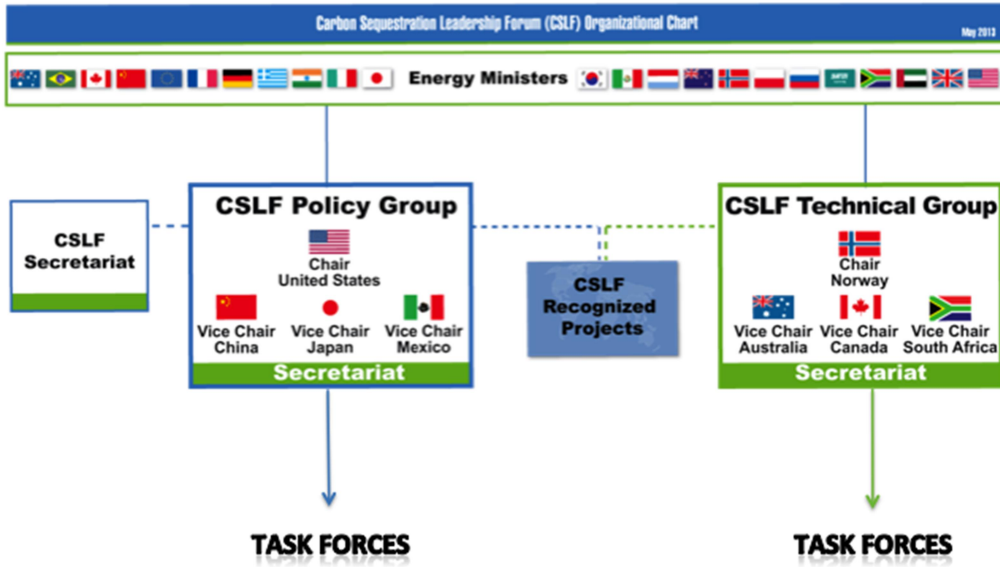 Carbon Sequestration Leadership Forum (CSLF) Organizational Chart
May 2013
Energy Ministers
CSLF
Secretariat
CSLF Policy Group
Chair
United States
Vice Chair
China
Vice Chair
Japan
Vice Chair
Mexico
Secretariat
CSLF
Recognized
Projects
CSLF Technical Group
Chair
Norway
Vice Chair
Australia
Vice Chair
Canada
Vice Chair
South Africa
Secretariat
TASK FORCES
TASK FORCES